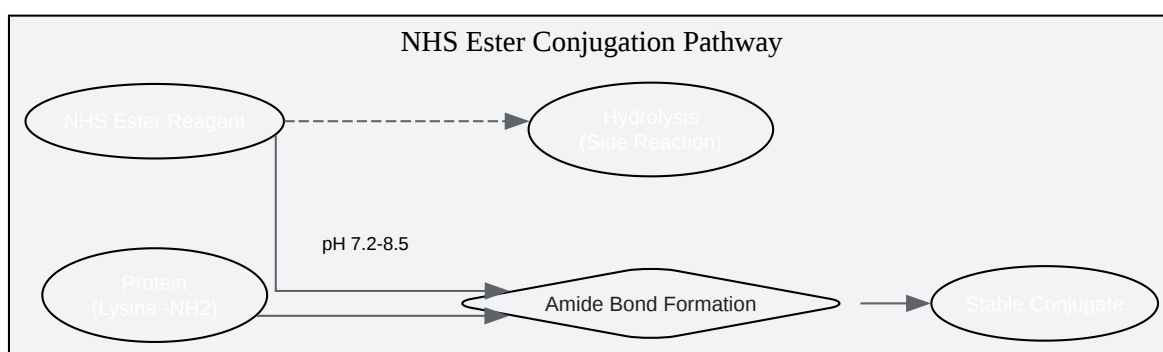 NHS Ester Conjugation Pathway
NHS Ester Reagent
Hydrolysis
(Side Reaction)
pH 7.2-8.5
Protein
(Lysine -NH2)
Amide Bond Formation
Stable Conjugate